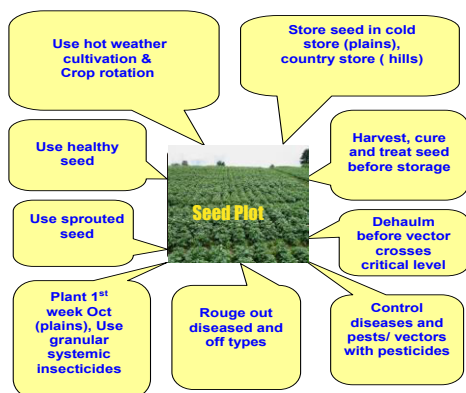 Use hot weather
cultivation &
Crop rotation
Store seed in cold
store (plains),
country store ( hills)
Use healthy
seed
Harvest, cure
and treat seed
before storage
Seed Plot
Use sprouted
seed
Dehaulm
before vector
crosses
critical level
Plant 1st
week Oct
(plains), Use
granular
systemic
insecticides
Rouge out
diseased and
off types
Control
diseases and
pests/ vectors
with pesticides